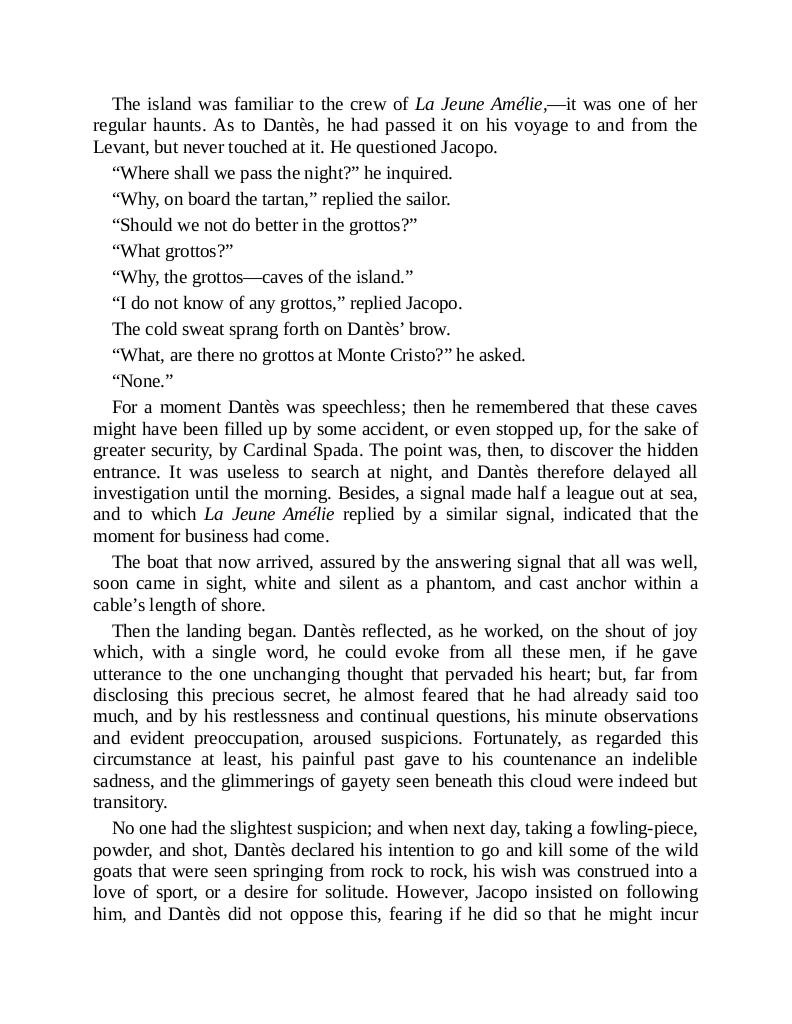 The island was familiar to the crew of La Jeune Amélie,—it was one of her
regular haunts. As to Dantès, he had passed it on his voyage to and from the
Levant, but never touched at it. He questioned Jacopo.
“Where shall we pass the night?” he inquired.
“Why, on board the tartan,” replied the sailor.
“Should we not do better in the grottos?”
“What grottos?”
“Why, the grottos—caves of the island.”
“I do not know of any grottos,” replied Jacopo.
The cold sweat sprang forth on Dantès’ brow.
“What, are there no grottos at Monte Cristo?” he asked.
“None.”
For a moment Dantès was speechless; then he remembered that these caves
might have been filled up by some accident, or even stopped up, for the sake of
greater security, by Cardinal Spada. The point was, then, to discover the hidden
entrance. It was useless to search at night, and Dantès therefore delayed all
investigation until the morning. Besides, a signal made half a league out at sea,
and to which La Jeune Amélie replied by a similar signal, indicated that the
moment for business had come.
The boat that now arrived, assured by the answering signal that all was well,
soon came in sight, white and silent as a phantom, and cast anchor within a
cable’s length of shore.
Then the landing began. Dantès reflected, as he worked, on the shout of joy
which, with a single word, he could evoke from all these men, if he gave
utterance to the one unchanging thought that pervaded his heart; but, far from
disclosing this precious secret, he almost feared that he had already said too
much, and by his restlessness and continual questions, his minute observations
and evident preoccupation, aroused suspicions. Fortunately, as regarded this
circumstance at least, his painful past gave to his countenance an indelible
sadness, and the glimmerings of gayety seen beneath this cloud were indeed but
transitory.
No one had the slightest suspicion; and when next day, taking a fowling-piece,
powder, and shot, Dantès declared his intention to go and kill some of the wild
goats that were seen springing from rock to rock, his wish was construed into a
love of sport, or a desire for solitude. However, Jacopo insisted on following
him, and Dantès did not oppose this, fearing if he did so that he might incur